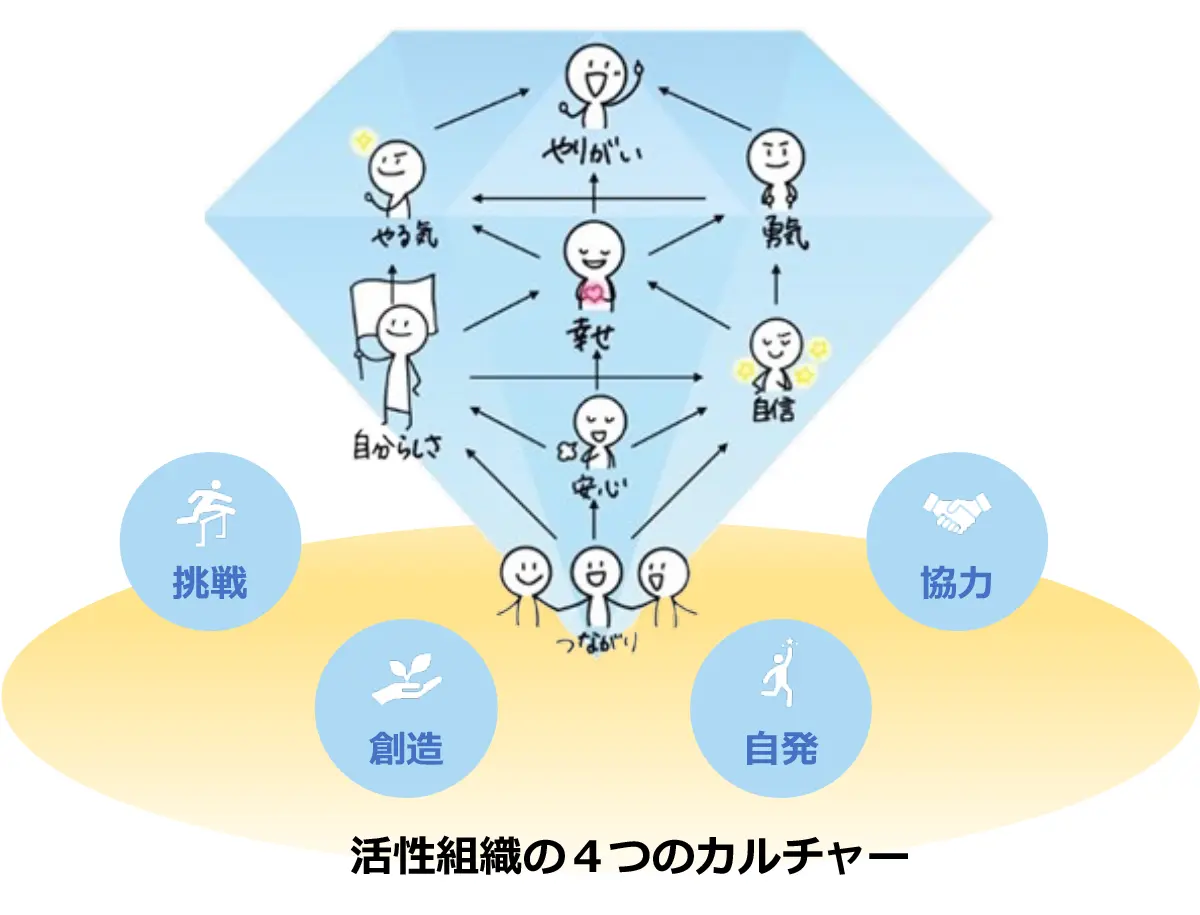 やりがい
やる気
勇気
幸せ
自分らしさ
自信
安心
つながり
挑戦
協力
創造
自発
活性組織の４つのカルチャー